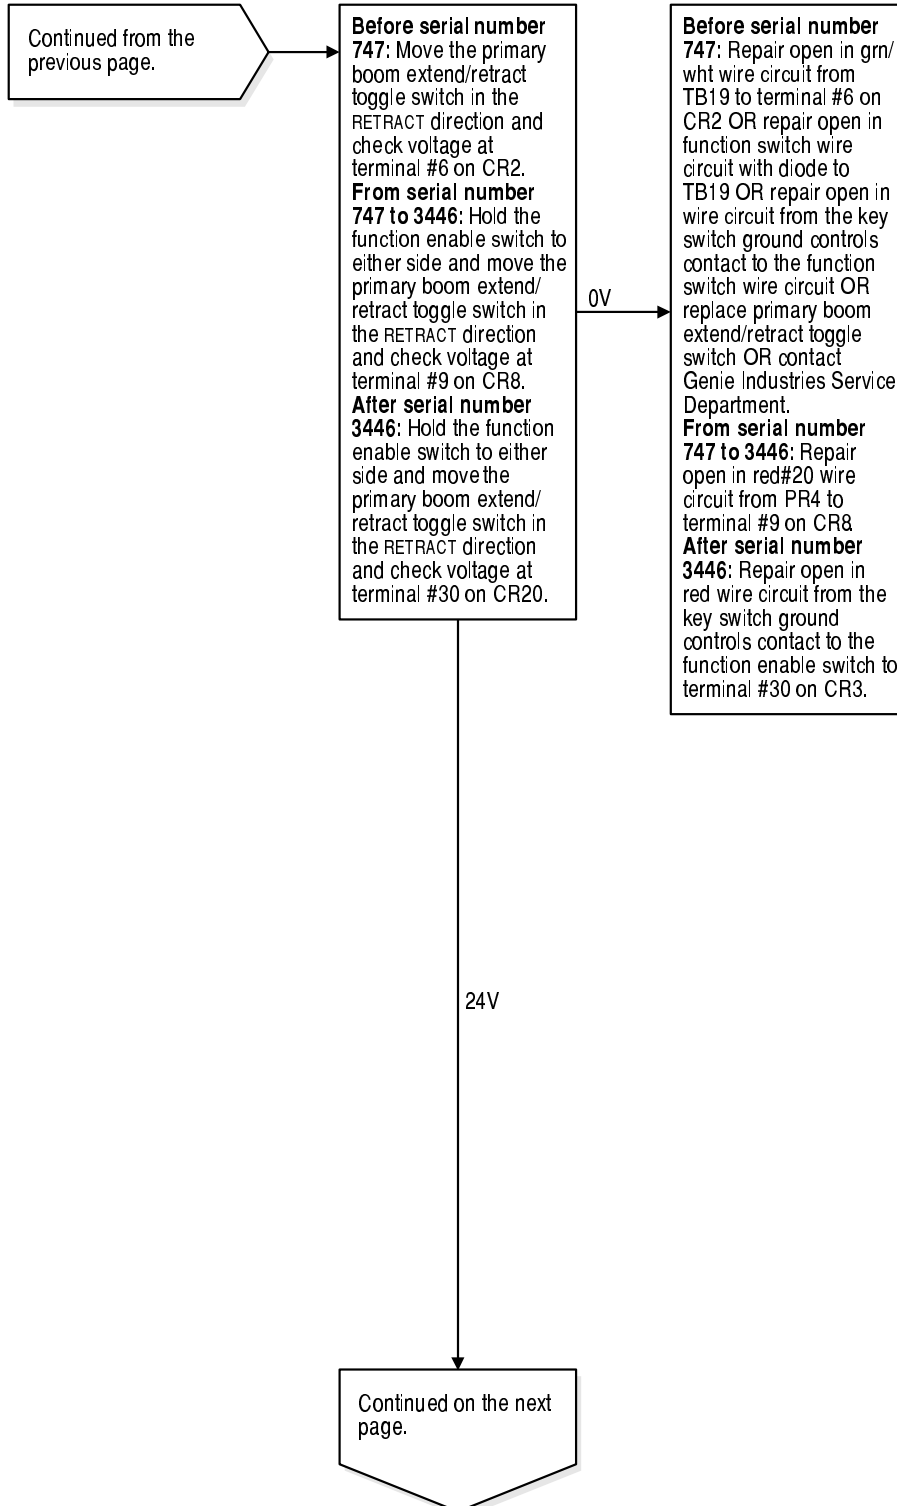 Continued from the
previous page.
Before serial number
747: Move the primary
boom extend/retract
toggle switch in the
RETRACT direction and
check voltage at
terminal #6 on CR2.
From serial number
747 to 3446: Hold the
function enable switch to
either side and move the
primary boom extend/
retract toggle switch in
the RETRACT direction
and check voltage at
terminal #9 on CR8.
After serial number
3446: Hold the function
enable switch to either
side and move the
primary boom extend/
retract toggle switch in
the RETRACT direction
and check voltage at
terminal #30 on CR20.
0V
Before serial number
747: Repair open in grn/
wht wire circuit from
TB19 to terminal #6 on
CR2 OR repair open in
function switch wire
circuit with diode to
TB19 OR repair open in
wire circuit from the key
switch ground controls
contact to the function
switch wire circuit OR
replace primary boom
extend/retract toggle
switch OR contact
Genie Industries Service
Department.
From serial number
747 to 3446: Repair
open in red#20 wire
circuit from PR4 to
terminal #9 on CR8.
After serial number
3446: Repair open in
red wire circuit from the
key switch ground
controls contact to the
function enable switch to
terminal #30 on CR3.
24V
Continued on the next
page.